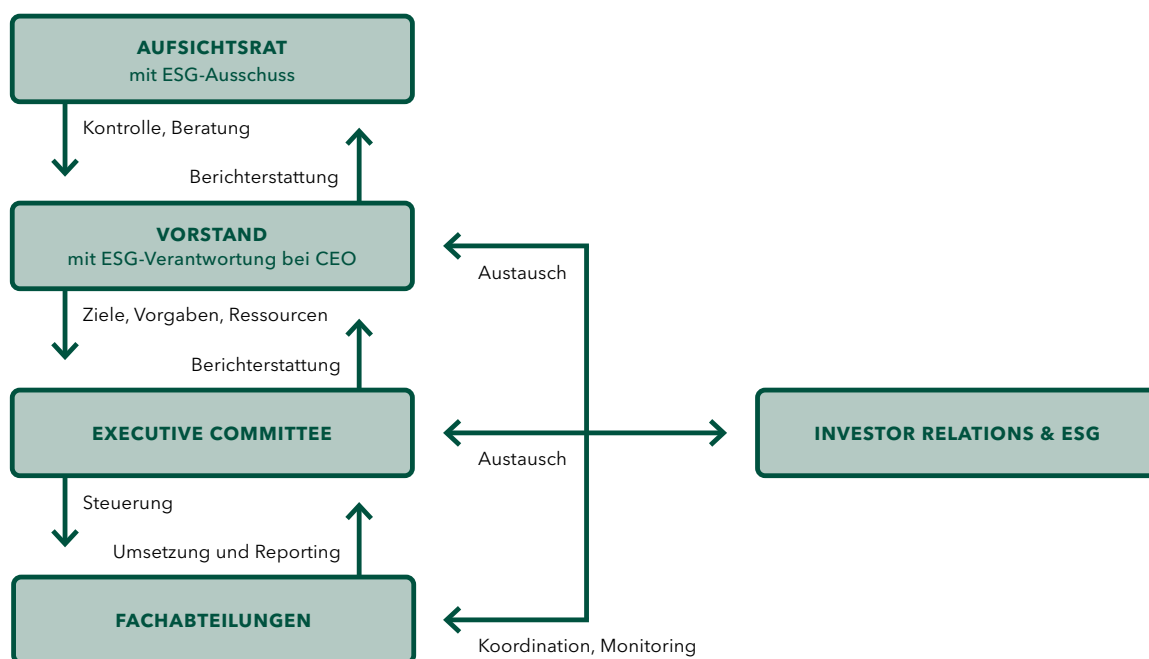 AUFSICHTSRAT
mit ESG-Ausschuss
Kontrolle, Beratung
Berichterstattung
VORSTAND
mit ESG-Verantwortung bei CEO
Austausch
Ziele, Vorgaben, Ressourcen
Berichterstattung
EXECUTIVE COMMITTEE
INVESTOR RELATIONS & ESG
Austausch
Steuerung
Umsetzung und Reporting
FACHABTEILUNGEN
Koordination, Monitoring